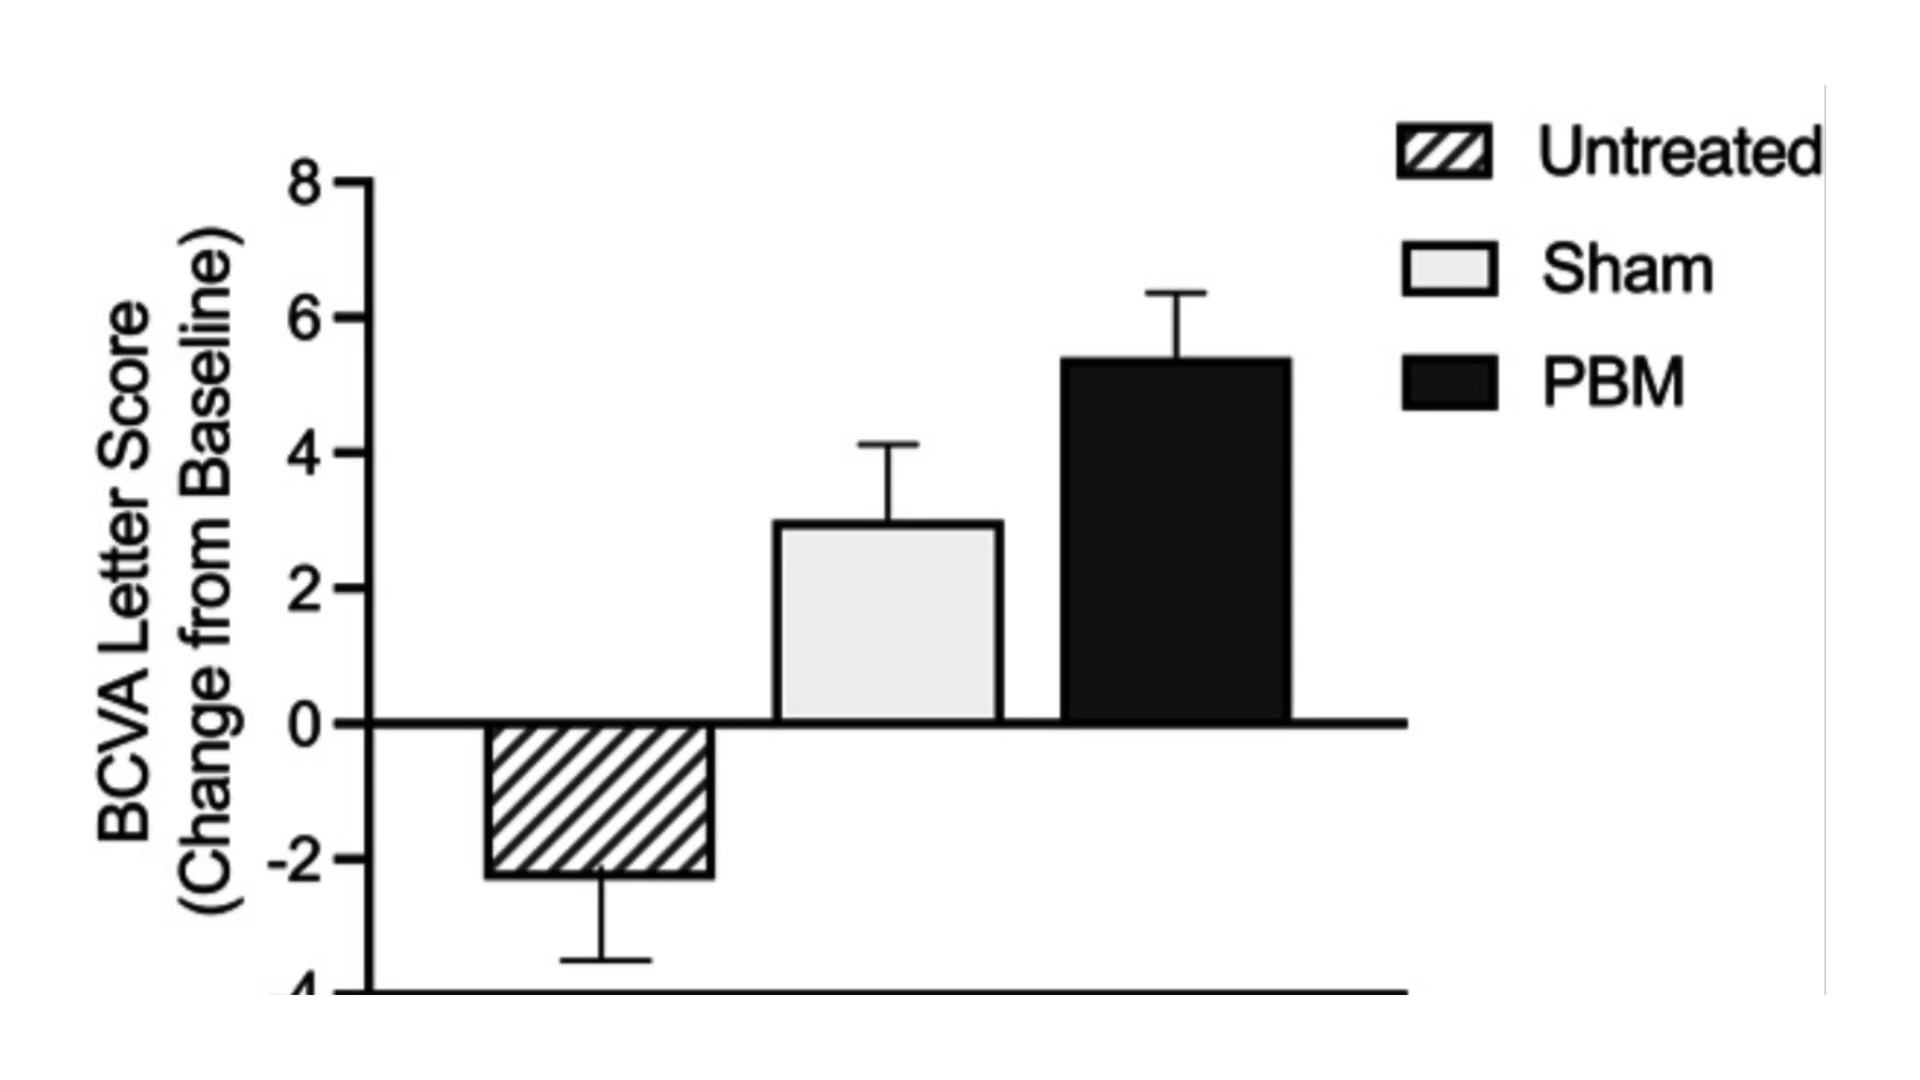 BCVA Letter Score
(Change from Baseline)
8
6
4
2
0
-2
Untreated
Sham
PBM